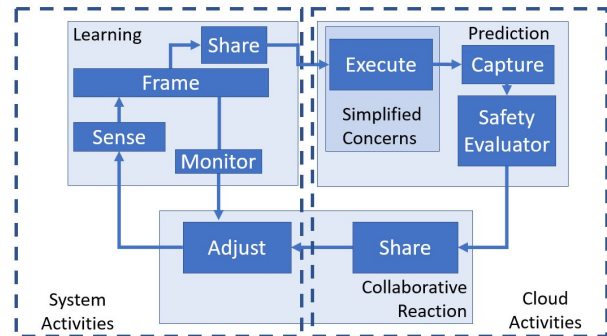 Learning
Share
Frame
Sense
Monitor
Prediction
Execute
Capture
Simplified
Concerns
Safety
Evaluator
Adjust
Share
Collaborative
Reaction
System
Activities
Cloud
Activities